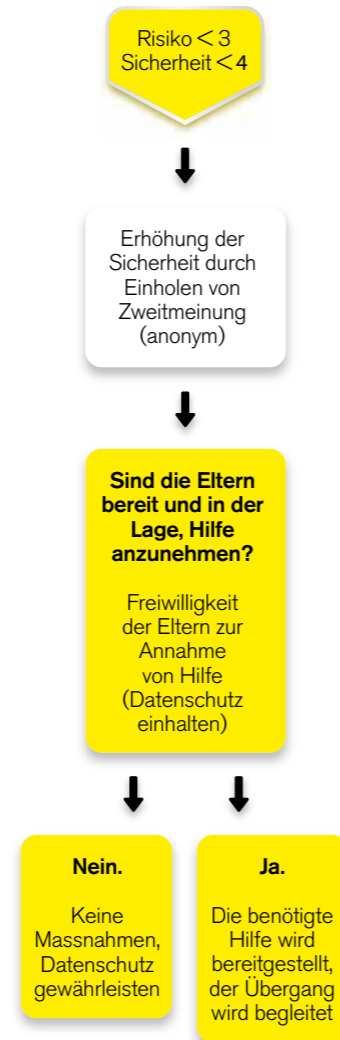 Risiko < 3
Sicherheit < 4
Erhöhung der
Sicherheit durch
Einholen von
Zweitmeinung
(anonym)
Sind die Eltern
bereit und in der
Lage, Hilfe
anzunehmen?
Freiwilligkeit
der Eltern zur
Annahme
von Hilfe
(Datenschutz
einhalten)
Nein.
Keine
Massnahmen,
Datenschutz
gewährleisten
Ja.
Die benötigte
Hilfe wird
bereitgestellt,
der Übergang
wird begleitet